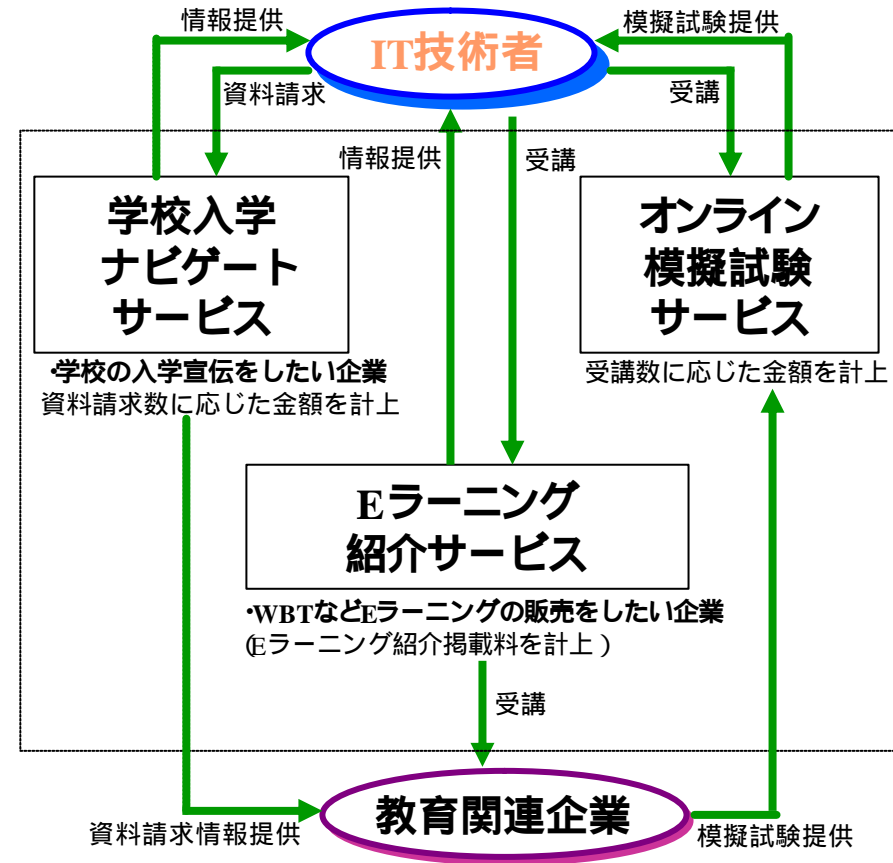 情報提供
模擬試験提供
IT技術者
資料請求
受講
情報提供
受講
学校入学
ナビゲート
サービス
オンライン
模擬試験
サービス
・学校の入学宣伝をしたい企業
資料請求数に応じた金額を計上
受講数に応じた金額を計上
Eラーニング
紹介サービス
・WBTなどEラーニングの販売をしたい企業
(Eラーニング紹介掲載料を計上)
受講
教育関連企業
資料請求情報提供
模擬試験提供